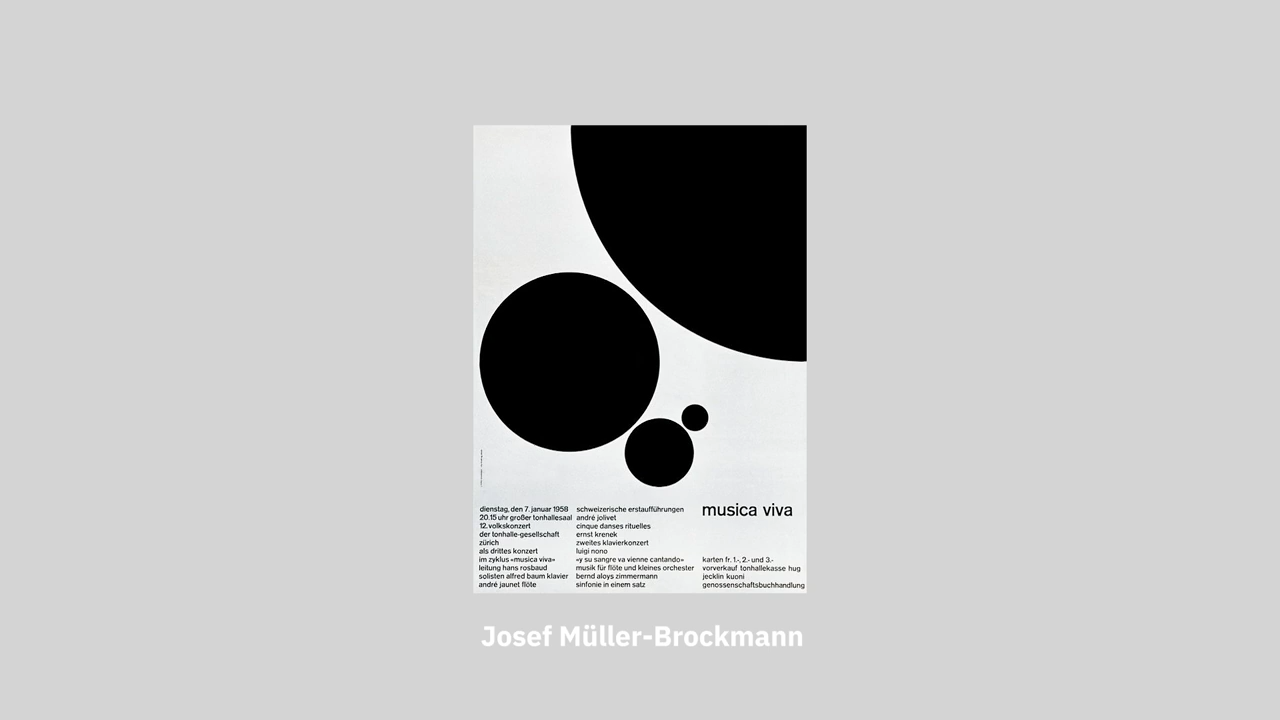 dienstag, den 7. januar 1958
20.15 uhr großer tonhallesaal
12. volkskonzert
der tonhalle-gesellschaft
zürich
als drittes konzert
im zyklus »musica viva«
leitung hans rosbaud
solisten alfred baum klavier
andré jaunet flöte
schweizerische erstaufführungen
andré jolivet
cinque danses rituelles
ernst krenek
zweites klavierkonzert
luigi nono
«y su sangre va vienne cantando»
musik für flöte und kleines orchester
bernd aloys zimmermann
sinfonie in einem satz
musica viva
karten fr. 1.-, 2.- und 3.-
vorverkauf tonhallekasse hug
jecklin kuoni
genossenschaftsbuchhandlung
Josef Müller-Brockmann